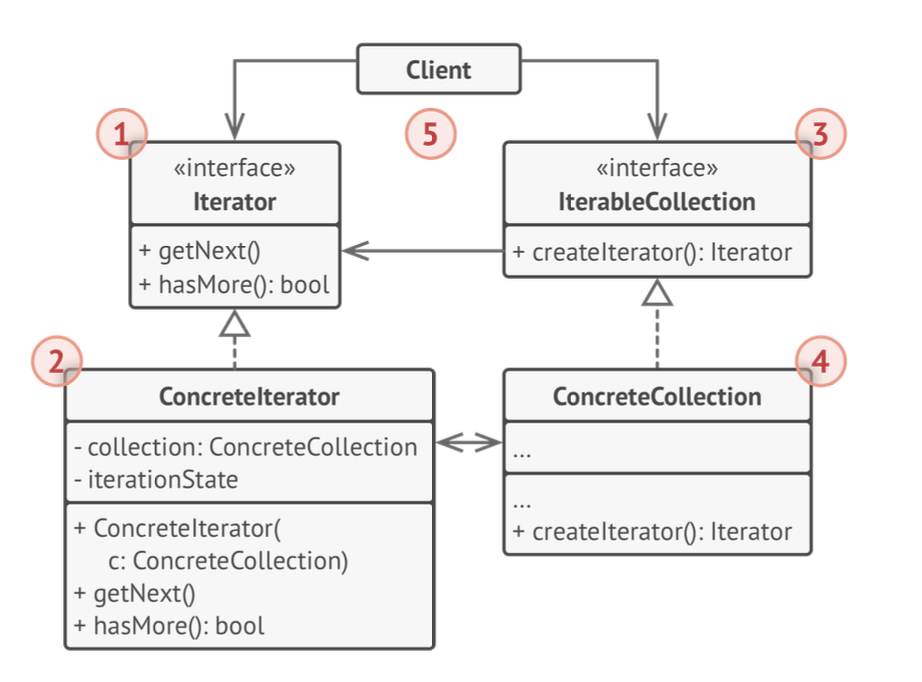 Client
1
5
3
«interface»
Iterator
+ getNext()
+ hasMore(): bool
«interface»
IterableCollection
+ createIterator(): Iterator
2
ConcreteIterator
- collection: ConcreteCollection
- iterationState
+ ConcreteIterator(
c: ConcreteCollection)
+ getNext()
+ hasMore(): bool
4
ConcreteCollection
...
...
+ createIterator(): Iterator